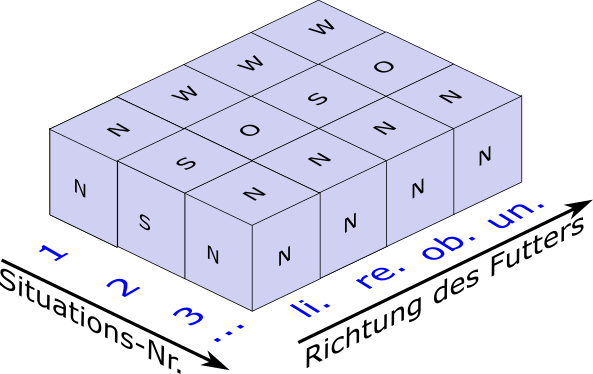 N W W W
S O S O
N N N N
N S N
N N N N
1 2 3 ...
Situations-Nr.
li. re. ob. un.
Richtung des Futters